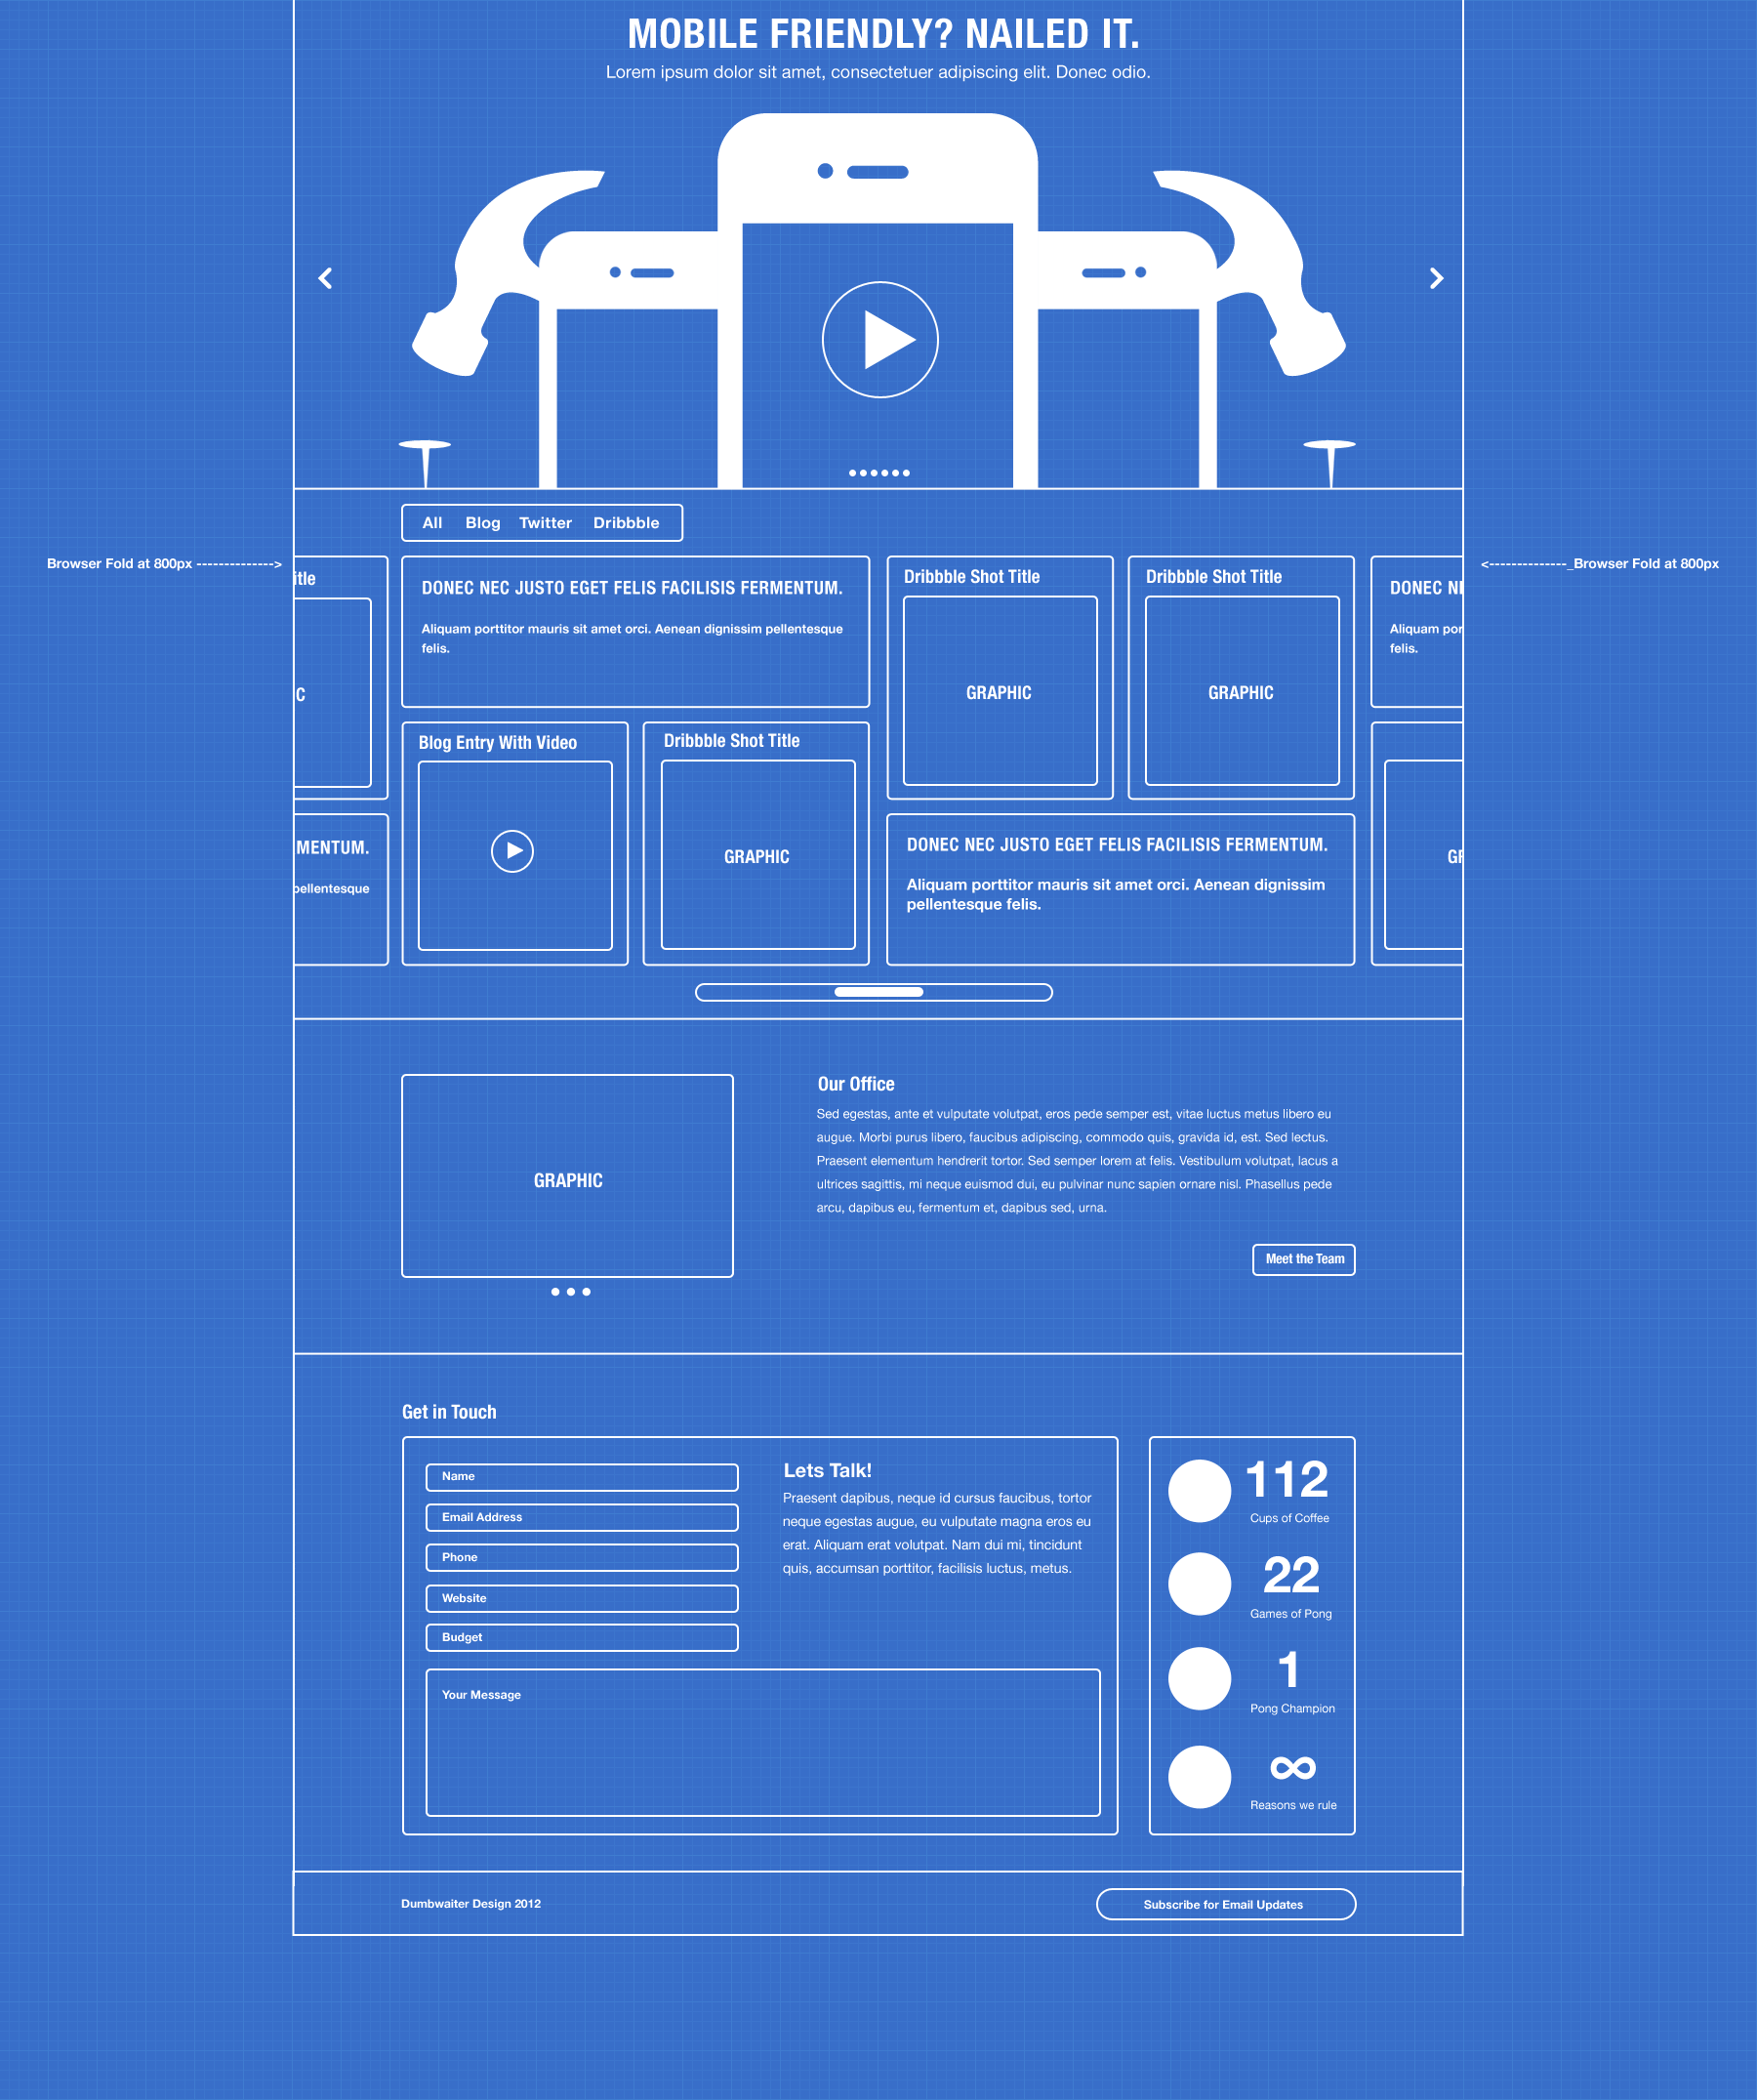 MOBILE FRIENDLY? NAILED IT.
Lorem ipsum dolor sit amet, consectetuer adipiscing elit. Donec odio.
All Blog Twitter Dribbble
Browser Fold at 800px -------------->
<--------------_Browser Fold at 800px
itle
C
MENTUM.
pellentesque
DONEC NEC JUSTO EGET FELIS FACILISIS FERMENTUM.
Aliquam porttitor mauris sit amet orci. Aenean dignissim pellentesque
felis.
Blog Entry With Video
Dribbble Shot Title
GRAPHIC
Dribbble Shot Title
GRAPHIC
Dribbble Shot Title
GRAPHIC
DONEC NEC JUSTO EGET FELIS FACILISIS FERMENTUM.
Aliquam porttitor mauris sit amet orci. Aenean dignissim
pellentesque felis.
DONEC NE
Aliquam por
felis.
GR
GRAPHIC
Our Office
Sed egestas, ante et vulputate volutpat, eros pede semper est, vitae luctus metus libero eu
augue. Morbi purus libero, faucibus adipiscing, commodo quis, gravida id, est. Sed lectus.
Praesent elementum hendrerit tortor. Sed semper lorem at felis. Vestibulum volutpat, lacus a
ultrices sagittis, mi neque euismod dui, eu pulvinar nunc sapien ornare nisl. Phasellus pede
arcu, dapibus eu, fermentum et, dapibus sed, urna.
Meet the Team
Get in Touch
Name
Email Address
Phone
Website
Budget
Your Message
Lets Talk!
Praesent dapibus, neque id cursus faucibus, tortor
neque egestas augue, eu vulputate magna eros eu
erat. Aliquam erat volutpat. Nam dui mi, tincidunt
quis, accumsan porttitor, facilisis luctus, metus.
112
Cups of Coffee
22
Games of Pong
1
Pong Champion
∞
Reasons we rule
Dumbwaiter Design 2012
Subscribe for Email Updates